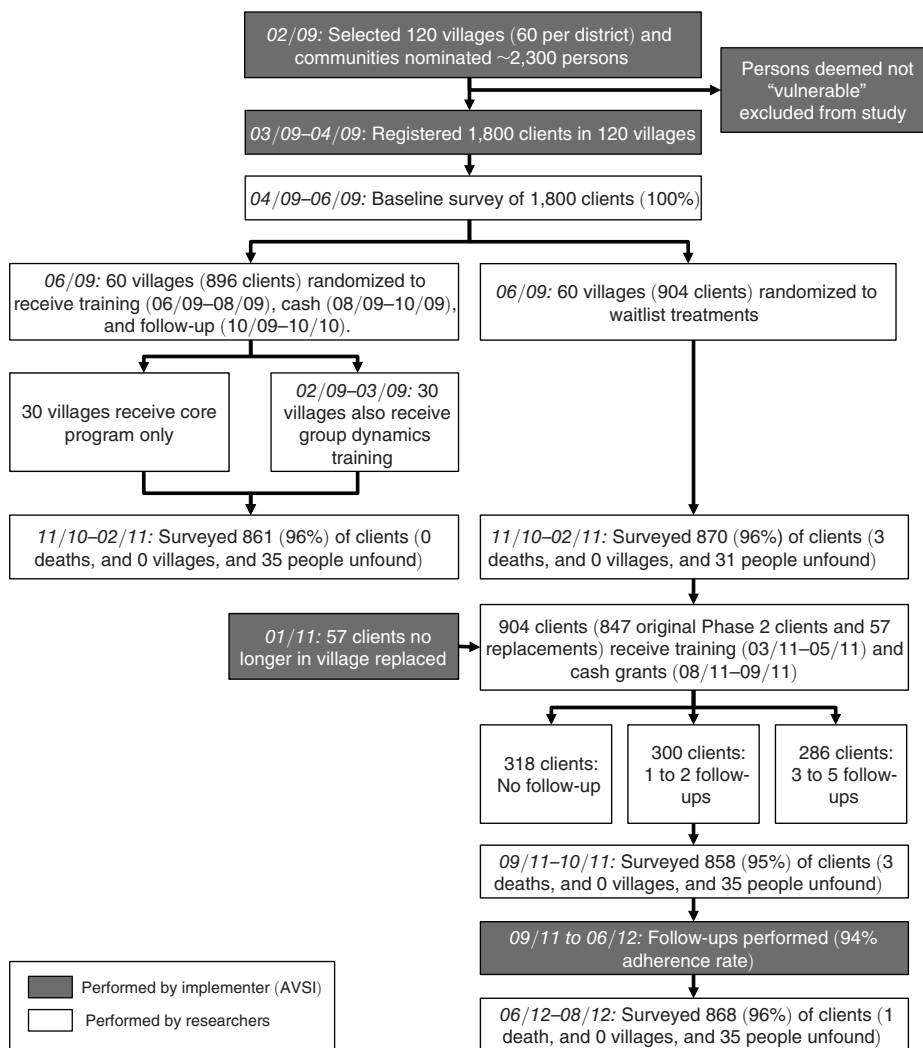 02/09: Selected 120 villages (60 per district) and
communities nominated ~2,300 persons
Persons deemed not
“vulnerable”
excluded from study
03/09–04/09: Registered 1,800 clients in 120 villages
04/09–06/09: Baseline survey of 1,800 clients (100%)
06/09: 60 villages (896 clients) randomized to
receive training (06/09–08/09), cash (08/09–10/09),
and follow-up (10/09–10/10).
06/09: 60 villages (904 clients) randomized to
waitlist treatments
30 villages receive core
program only
02/09–03/09: 30
villages also receive
group dynamics
training
11/10–02/11: Surveyed 861 (96%) of clients (0
deaths, and 0 villages, and 35 people unfound)
11/10–02/11: Surveyed 870 (96%) of clients (3
deaths, and 0 villages, and 31 people unfound)
01/11: 57 clients no
longer in village replaced
904 clients (847 original Phase 2 clients and 57
replacements) receive training (03/11–05/11) and
cash grants (08/11–09/11)
318 clients:
No follow-up
300 clients:
1 to 2 follow-
ups
286 clients:
3 to 5 follow-
ups
09/11–10/11: Surveyed 858 (95%) of clients (3
deaths, and 0 villages, and 35 people unfound)
09/11 to 06/12: Follow-ups performed (94%
adherence rate)
06/12–08/12: Surveyed 868 (96%) of clients (1
death, and 0 villages, and 35 people unfound)
Performed by implementer (AVSI)
Performed by researchers